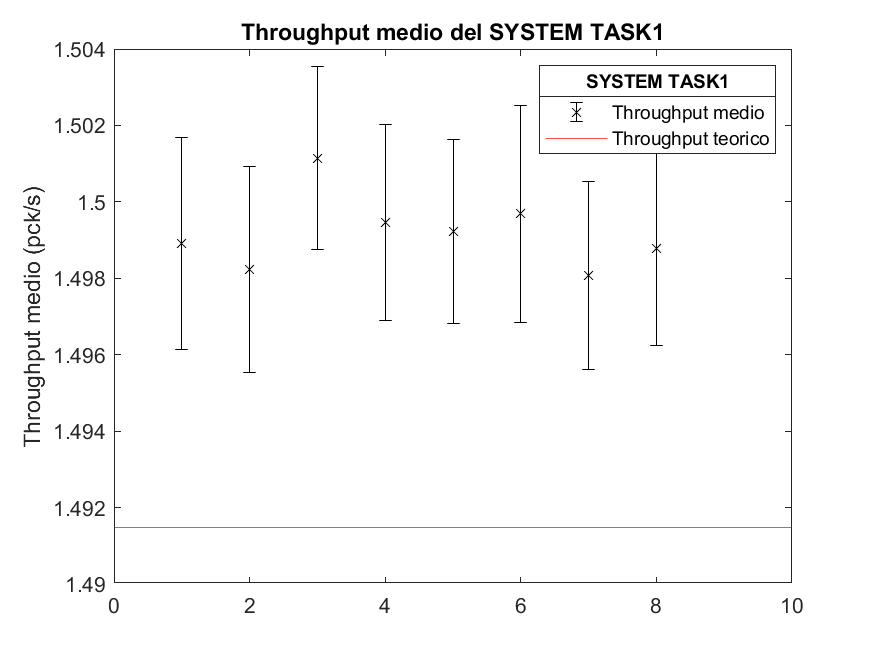 Throughput medio del SYSTEM TASK1
1.504
1.502
1.5
1.498
1.496
1.494
1.492
1.49
Throughput medio (pck/s)
SYSTEM TASK1
Throughput medio
Throughput teorico
0 2 4 6 8 10